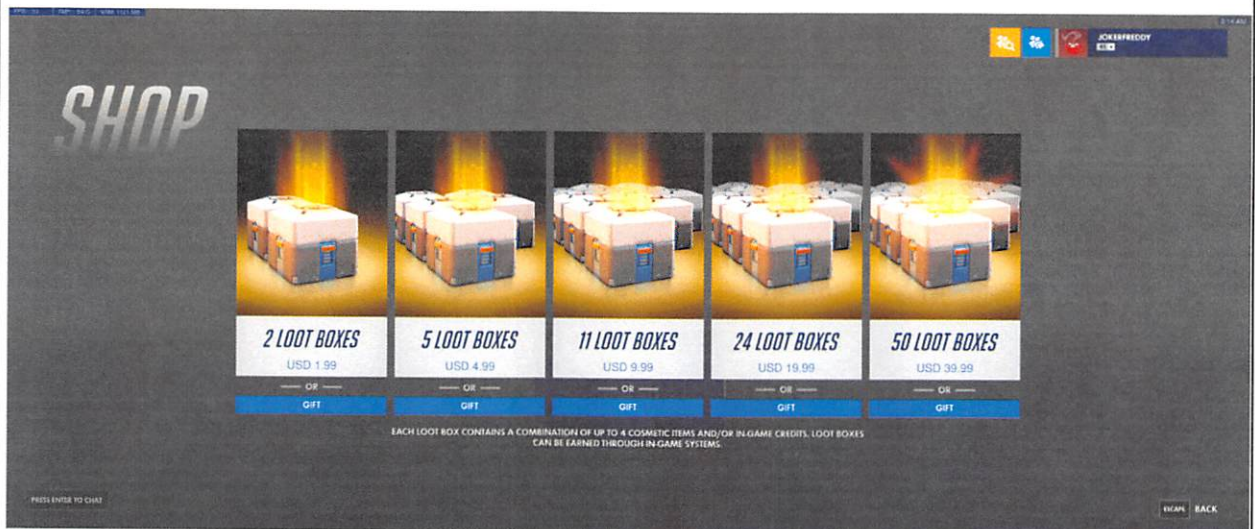 2:14 AM
JOKERFREDDY
SHOP
2 LOOT BOXES
USD 1.99
OR
GIFT
5 LOOT BOXES
USD 4.99
OR
GIFT
11 LOOT BOXES
USD 9.99
OR
GIFT
24 LOOT BOXES
USD 19.99
OR
GIFT
50 LOOT BOXES
USD 39.99
OR
GIFT
EACH LOOT BOX CONTAINS A COMBINATION OF UP TO 4 COSMETIC ITEMS AND/OR IN-GAME CREDITS. LOOT BOXES
CAN BE EARNED THROUGH IN-GAME SYSTEMS.
PRESS ENTER TO CHAT
ESCAPE BACK